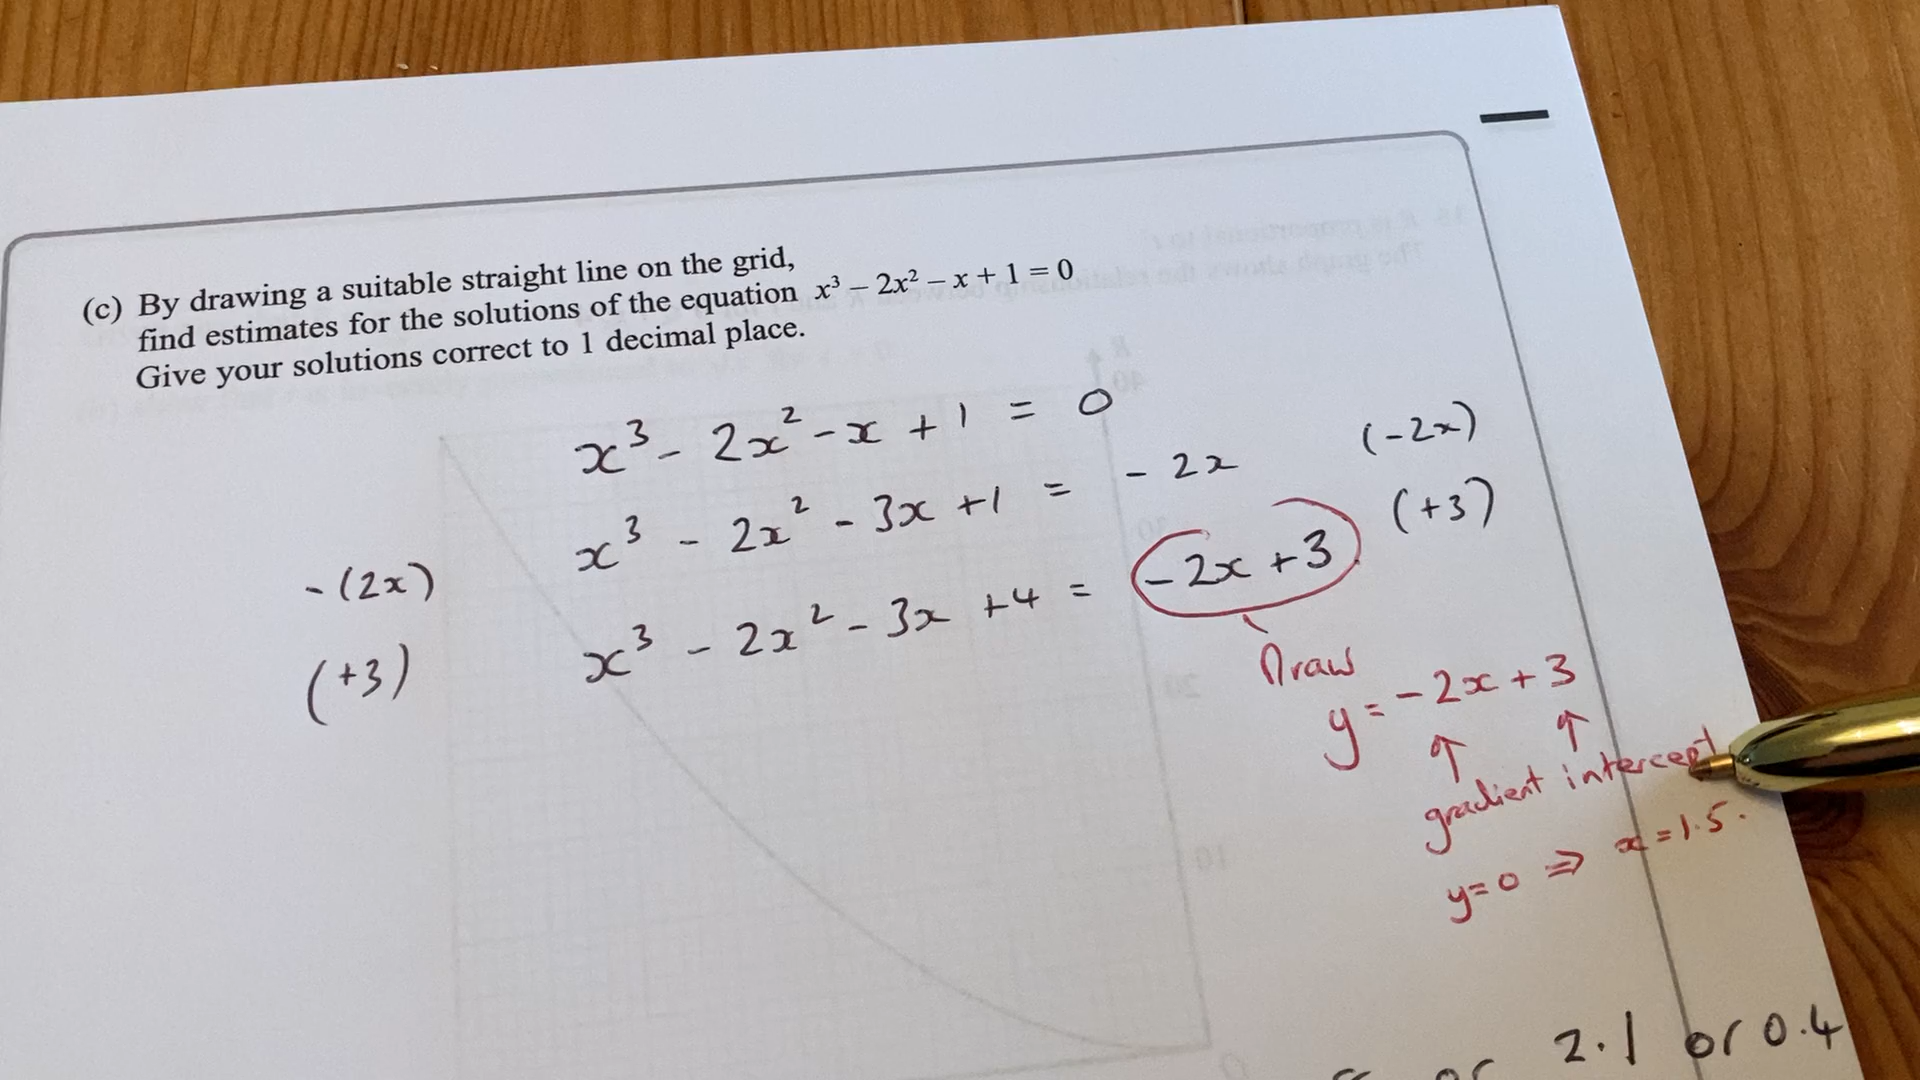 (c) By drawing a suitable straight line on the grid,
find estimates for the solutions of the equation x³ − 2x² − x + 1 = 0
Give your solutions correct to 1 decimal place.
x³ - 2x² - x + 1 = 0
x³ - 2x² - 3x + 1 = - 2x (-2x)
-(2x)
x³ - 2x² - 3x + 4 = -2x + 3 (+3)
(+3)
Draw
y = -2x + 3
↑ ↑
gradient intercept
y=0 ⇒ x = 1.5.
or 2.1 or 0.4